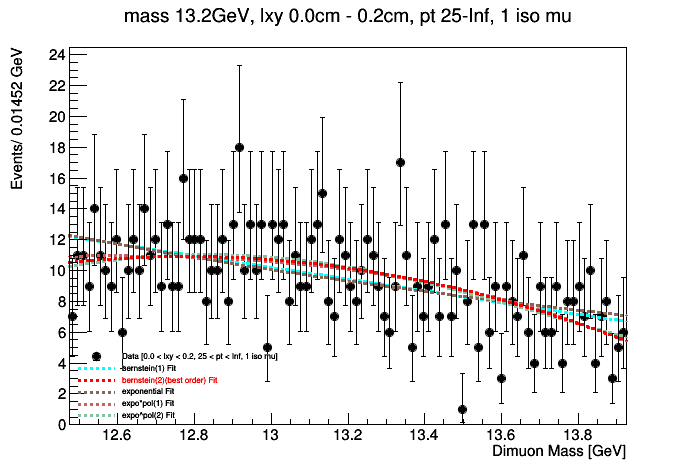 mass 13.2GeV, lxy 0.0cm - 0.2cm, pt 25-Inf, 1 iso mu
Events/ 0.01452 GeV
24
22
20
18
16
14
12
10
8
6
4
2
0
Data [0.0 < lxy < 0.2, 25 < pt < Inf, 1 iso mu]
bernstein(1) Fit
bernstein(2)(best order) Fit
exponential Fit
expo*pol(1) Fit
expo*pol(2) Fit
12.6
12.8
13
13.2
13.4
13.6
13.8
Dimuon Mass [GeV]